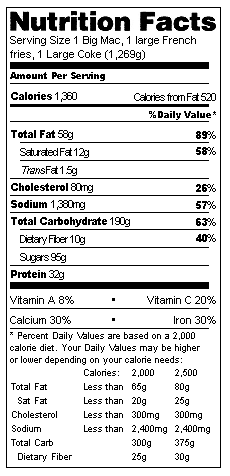 Nutrition Facts
Serving Size 1 Big Mac, 1 large French
fries, 1 Large Coke (1,269g)
Amount Per Serving
Calories 1,360 Calories from Fat 520
% Daily Value*
Total Fat 58g 89%
Saturated Fat 12g 58%
Trans Fat 1.5g
Cholesterol 80mg 26%
Sodium 1,380mg 57%
Total Carbohydrate 190g 63%
Dietary Fiber 10g 40%
Sugars 95g
Protein 32g
Vitamin A 8% • Vitamin C 20%
Calcium 30% • Iron 30%
* Percent Daily Values are based on a 2,000
calorie diet. Your Daily Values may be higher
or lower depending on your calorie needs:
Calories: 2,000 2,500
Total Fat Less than 65g 80g
Sat Fat Less than 20g 25g
Cholesterol Less than 300mg 300mg
Sodium Less than 2,400mg 2,400mg
Total Carb 300g 375g
Dietary Fiber 25g 30g